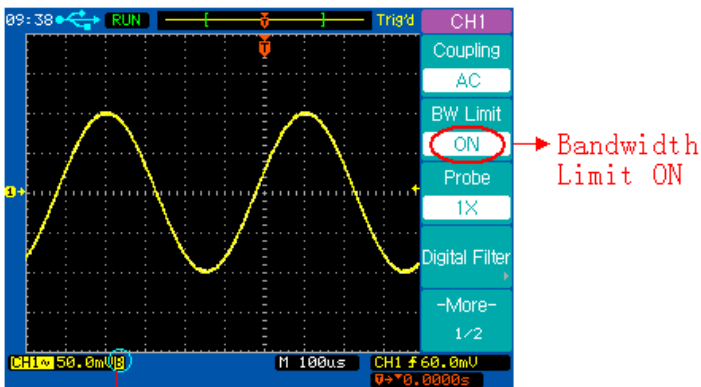 09:38 RUN T Trig'd CH1
T
Coupling
AC
BW Limit
ON
Bandwidth
Limit ON
Probe
1X
1
Digital Filter
-More-
1/2
CH1~ 50.0mV B M 100us CH1 60.0mV
T→▼0.0000s